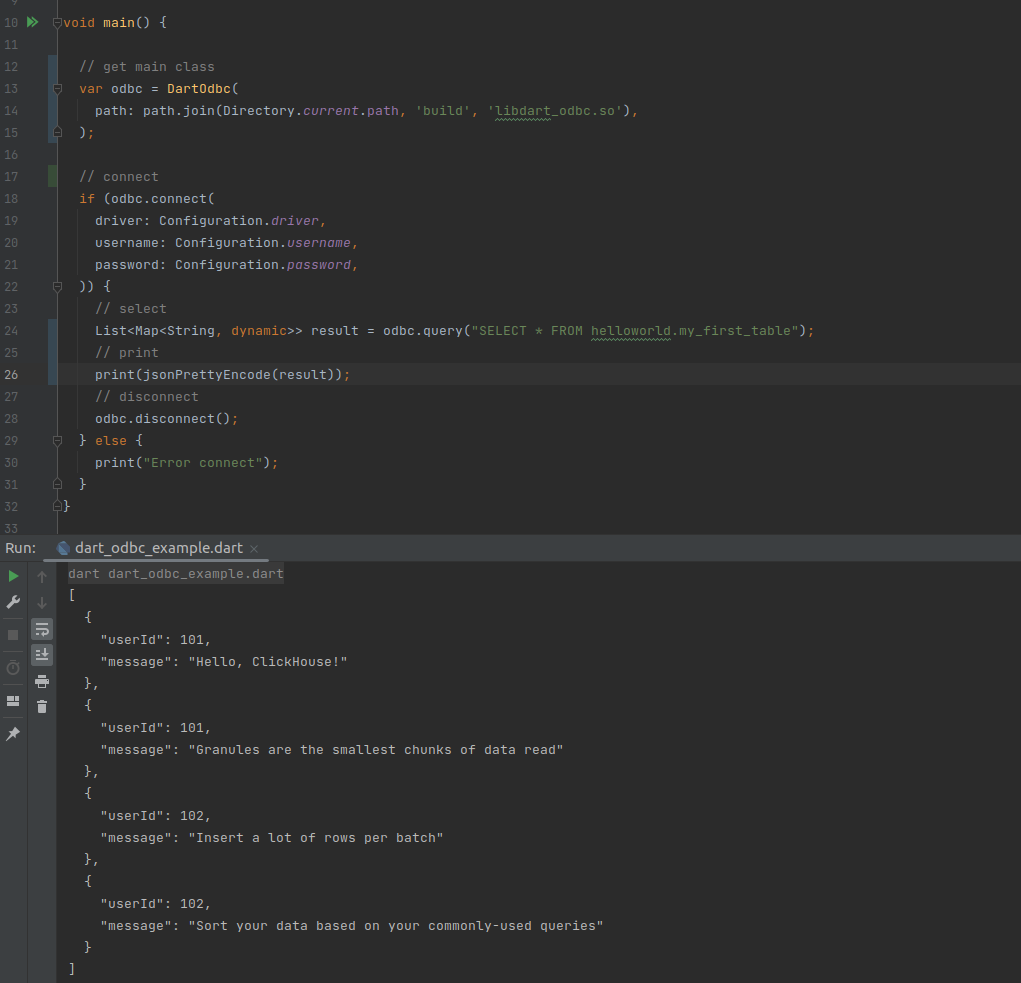 9
10 void main() {
11
12 // get main class
13 var odbc = DartOdbc(
14 path: path.join(Directory.current.path, 'build', 'libdart_odbc.so'),
15 );
16
17 // connect
18 if (odbc.connect(
19 driver: Configuration.driver,
20 username: Configuration.username,
21 password: Configuration.password,
22 )) {
23 // select
24 List<Map<String, dynamic>> result = odbc.query("SELECT * FROM helloworld.my_first_table");
25 // print
26 print(jsonPrettyEncode(result));
27 // disconnect
28 odbc.disconnect();
29 } else {
30 print("Error connect");
31 }
32 }
33
Run: dart_odbc_example.dart ×
dart dart_odbc_example.dart
[
{
"userId": 101,
"message": "Hello, ClickHouse!"
},
{
"userId": 101,
"message": "Granules are the smallest chunks of data read"
},
{
"userId": 102,
"message": "Insert a lot of rows per batch"
},
{
"userId": 102,
"message": "Sort your data based on your commonly-used queries"
}
]